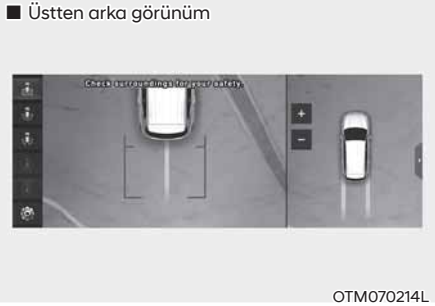 ■ Üstten arka görünüm
Check surroundings for your safety.
+
−
OTM070214L